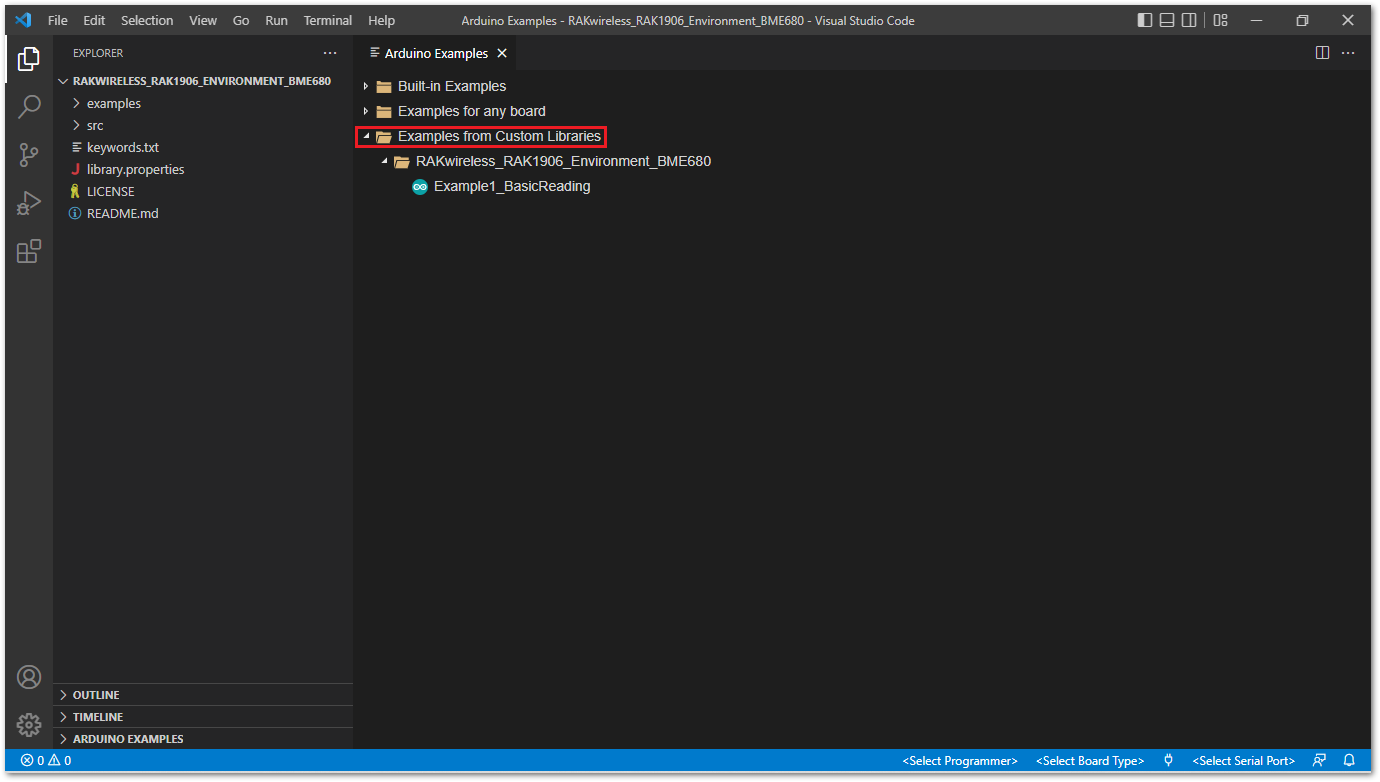 File Edit Selection View Go Run Terminal Help Arduino Examples - RAKwireless_RAK1906_Environment_BME680 - Visual Studio Code
EXPLORER
RAKWIRELESS_RAK1906_ENVIRONMENT_BME680
examples
src
keywords.txt
library.properties
LICENSE
README.md
OUTLINE
TIMELINE
ARDUINO EXAMPLES
Arduino Examples
Built-in Examples
Examples for any board
Examples from Custom Libraries
RAKwireless_RAK1906_Environment_BME680
Example1_BasicReading
0 0 <Select Programmer> <Select Board Type> <Select Serial Port>